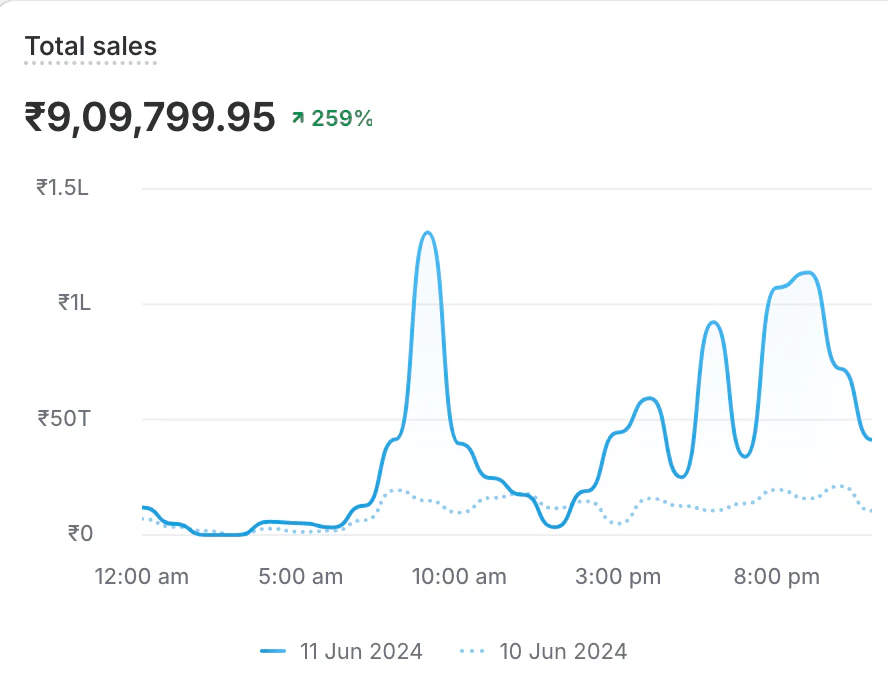 Total sales
₹9,09,799.95 ↗ 259%
₹1.5L
₹1L
₹50T
₹0
12:00 am 5:00 am 10:00 am 3:00 pm 8:00 pm
11 Jun 2024 10 Jun 2024